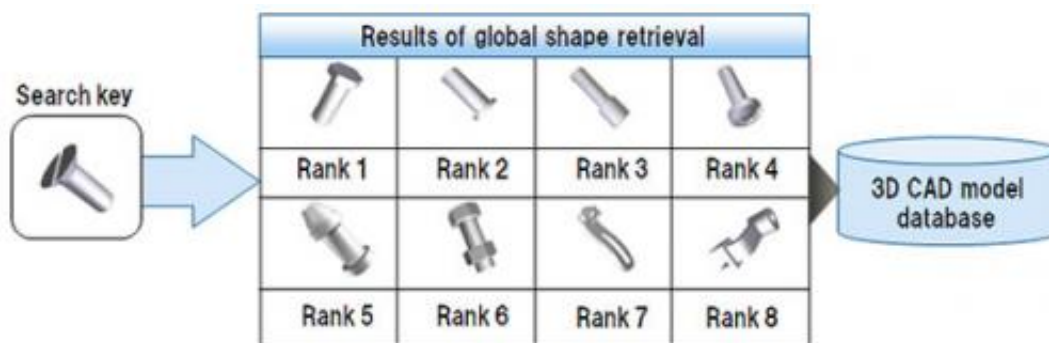 Results of global shape retrieval
Search key
Rank 1 Rank 2 Rank 3 Rank 4
3D CAD model
database
Rank 5 Rank 6 Rank 7 Rank 8